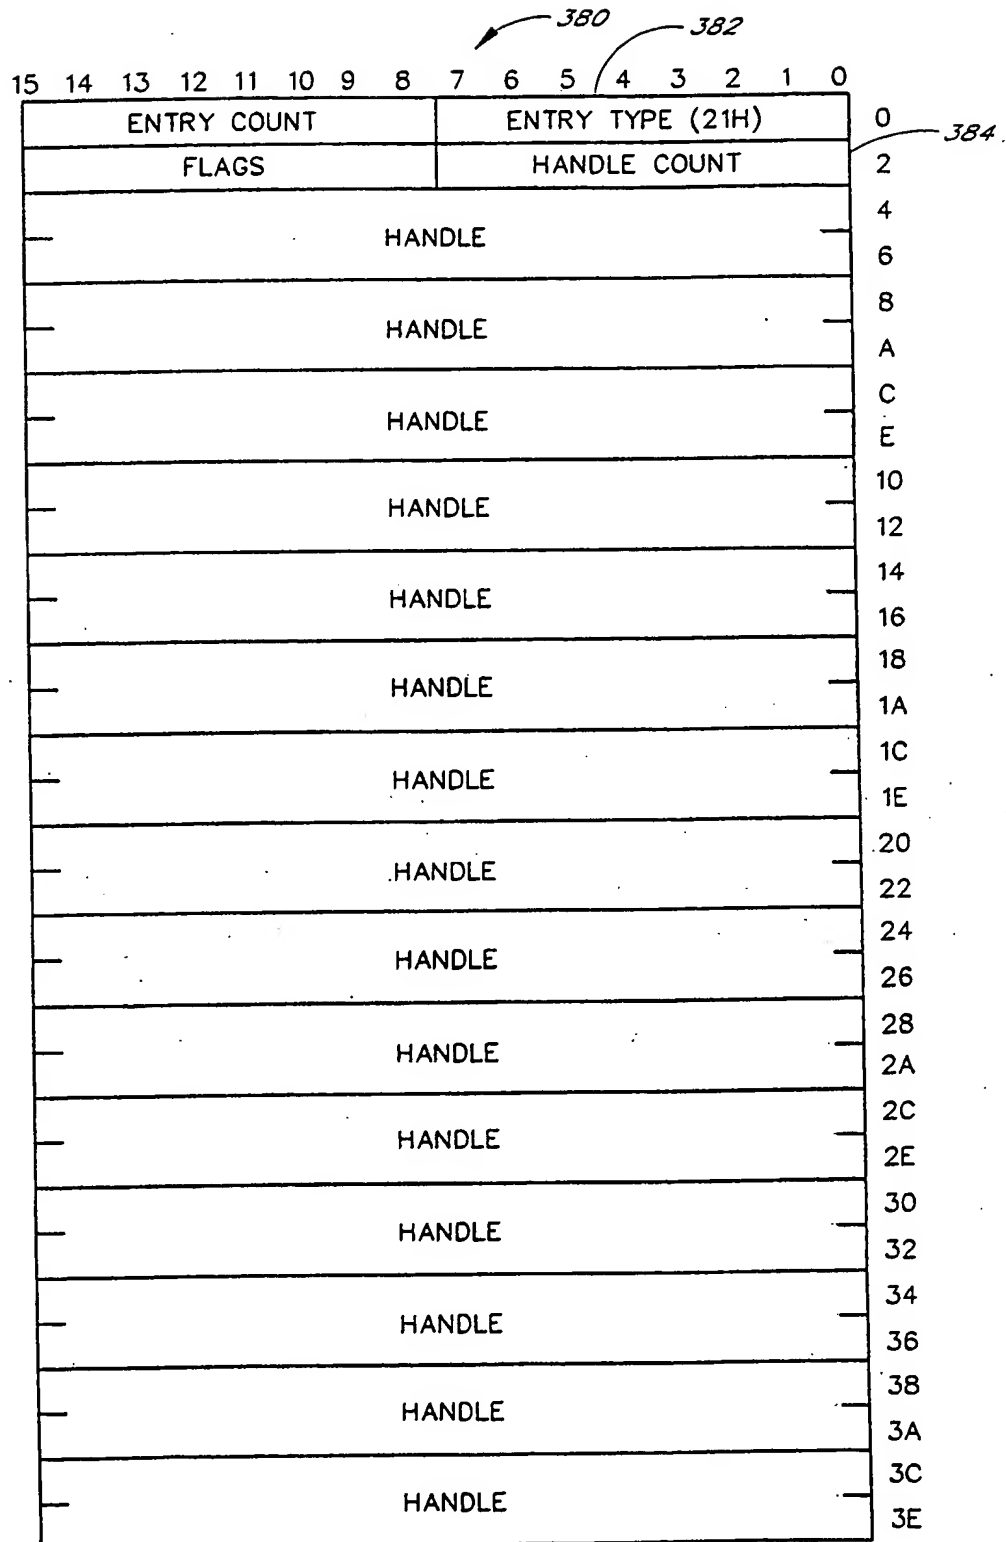 380
382
15 14 13 12 11 10 9 8 7 6 5 4 3 2 1 0
ENTRY COUNT ENTRY TYPE (21H) 0
384
FLAGS HANDLE COUNT 2
4
HANDLE
6
8
HANDLE
A
C
HANDLE
E
10
HANDLE
12
14
HANDLE
16
18
HANDLE
1A
1C
HANDLE
1E
20
HANDLE
22
24
HANDLE
26
28
HANDLE
2A
2C
HANDLE
2E
30
HANDLE
32
34
HANDLE
36
38
HANDLE
3A
3C
HANDLE
3E